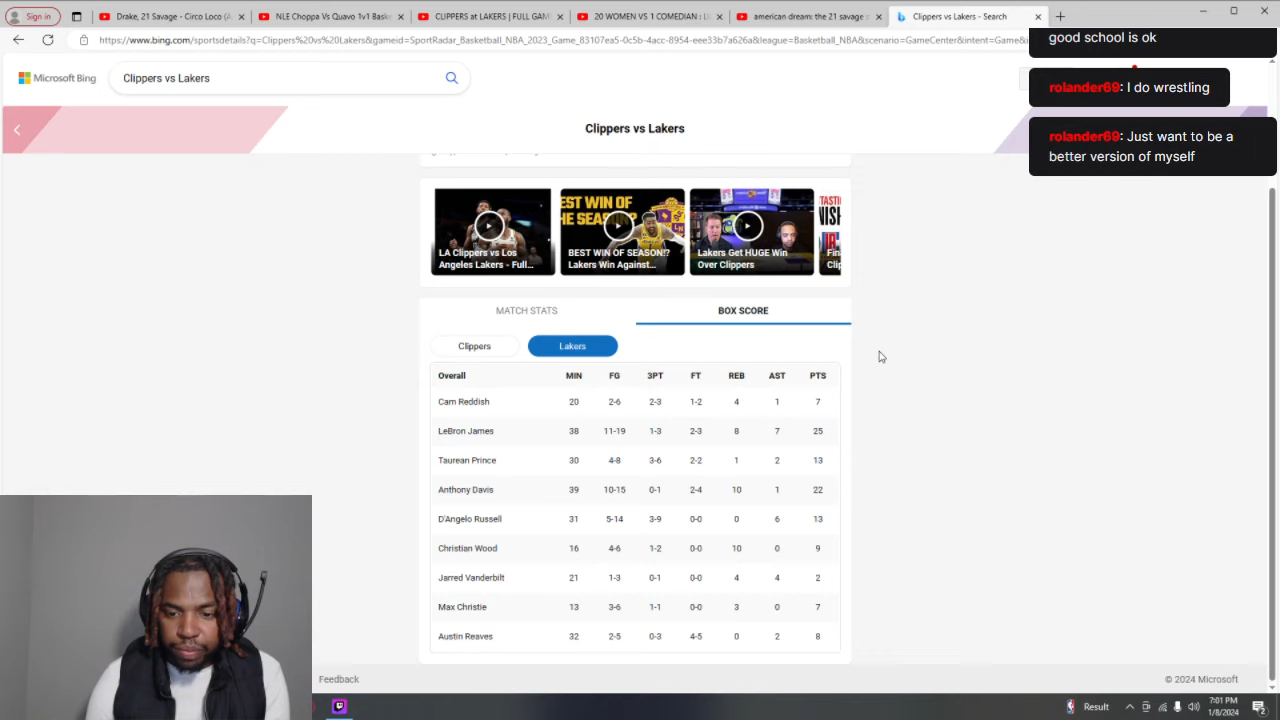 Sign in
Drake, 21 Savage - Circo Loco (A
NLE Choppa Vs Quavo 1v1 Bask
CLIPPERS at LAKERS | FULL GAM
20 WOMEN VS 1 COMEDIAN : L
american dream: the 21 savage
Clippers vs Lakers - Search
https://www.bing.com/sportsdetails?q=Clippers%20vs%20Lakers&gameid=SportRadar_Basketball_NBA_2023_Game_83107ea5-0c5b-4acc-8954-eee33b7a626a&league=Basketball_NBA&scenario=GameCenter&intent=Game&i
good school is ok
Microsoft Bing
Clippers vs Lakers
rolander69: I do wrestling
Clippers vs Lakers
rolander69: Just want to be a
better version of myself
LA Clippers vs Los
Angeles Lakers - Full...
EST WIN OF
HE SEASON?
BEST WIN OF SEASON!?
Lakers Win Against...
Lakers Get HUGE Win
Over Clippers
TASTI
NISH
Fin
Clip
MATCH STATS
BOX SCORE
Clippers
Lakers
Overall MIN FG 3PT FT REB AST PTS
Cam Reddish 20 2-6 2-3 1-2 4 1 7
LeBron James 38 11-19 1-3 2-3 8 7 25
Taurean Prince 30 4-8 3-6 2-2 1 2 13
Anthony Davis 39 10-15 0-1 2-4 10 1 22
D'Angelo Russell 31 5-14 3-9 0-0 0 6 13
Christian Wood 16 4-6 1-2 0-0 10 0 9
Jarred Vanderbilt 21 1-3 0-1 0-0 4 4 2
Max Christie 13 3-6 1-1 0-0 3 0 7
Austin Reaves 32 2-5 0-3 4-5 0 2 8
Feedback
© 2024 Microsoft
Result
7:01 PM
1/8/2024
2